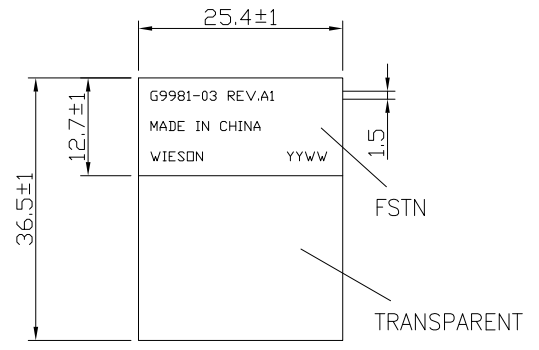 25.4±1
G9981-03 REV.A1
MADE IN CHINA
WIESON YYWW
12.7±1
36.5±1
1.5
FSTN
TRANSPARENT